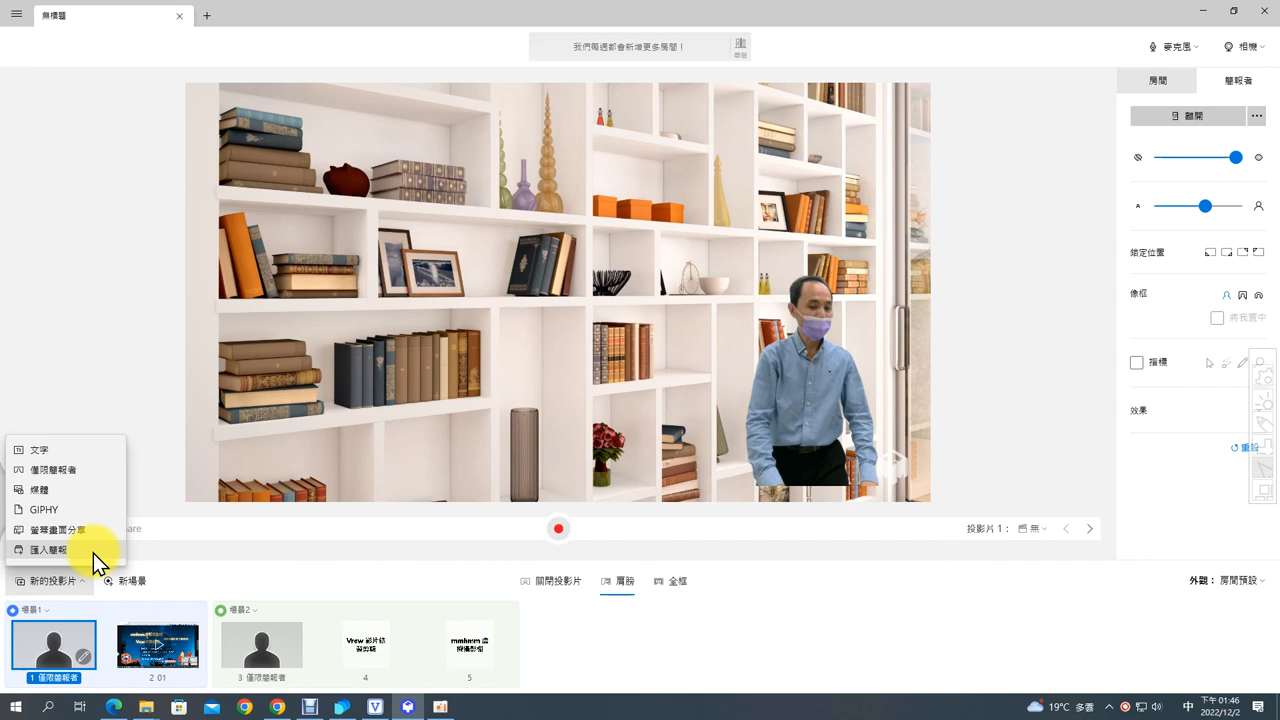 無標題
我們每週都會新增更多房間！
麥克風
相機
房間
簡報者
離開
...
鎖定位置
像框
將我置中
指標
效果
重設
文字
僅限簡報者
媒體
GIPHY
螢幕畫面分享
匯入簡報
are
投影片 1：
無
新的投影片
新場景
關閉投影片
肩膀
全框
外觀： 房間預設
場景1
場景2
1 僅限簡報者
2 01
3 僅限簡報者
4
5
19°C 多雲
中
下午 01:46
2022/12/2